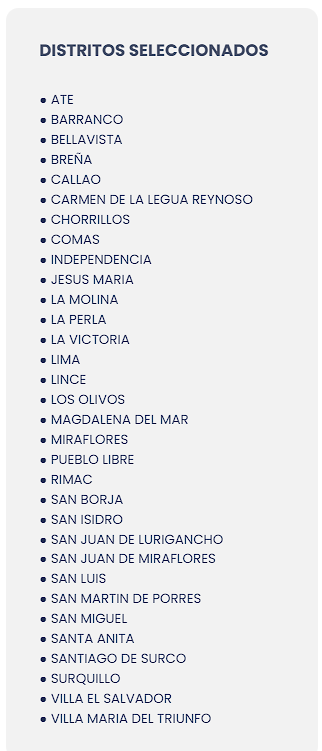 DISTRITOS SELECCIONADOS
• ATE
• BARRANCO
• BELLAVISTA
• BREÑA
• CALLAO
• CARMEN DE LA LEGUA REYNOSO
• CHORRILLOS
• COMAS
• INDEPENDENCIA
• JESUS MARIA
• LA MOLINA
• LA PERLA
• LA VICTORIA
• LIMA
• LINCE
• LOS OLIVOS
• MAGDALENA DEL MAR
• MIRAFLORES
• PUEBLO LIBRE
• RIMAC
• SAN BORJA
• SAN ISIDRO
• SAN JUAN DE LURIGANCHO
• SAN JUAN DE MIRAFLORES
• SAN LUIS
• SAN MARTIN DE PORRES
• SAN MIGUEL
• SANTA ANITA
• SANTIAGO DE SURCO
• SURQUILLO
• VILLA EL SALVADOR
• VILLA MARIA DEL TRIUNFO